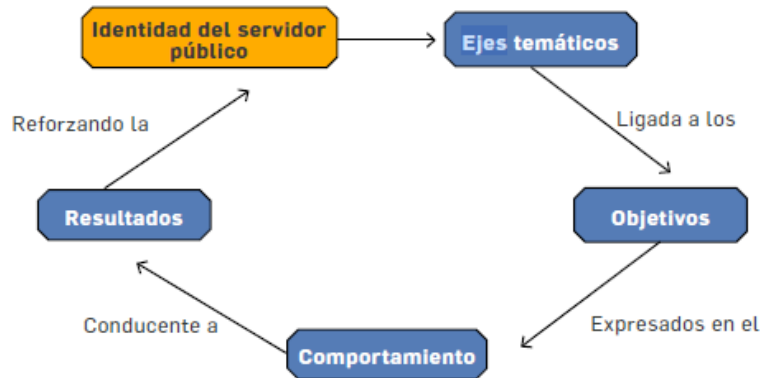 Identidad del servidor
público
Ejes temáticos
Ligada a los
Objetivos
Expresados en el
Comportamiento
Conducente a
Resultados
Reforzando la